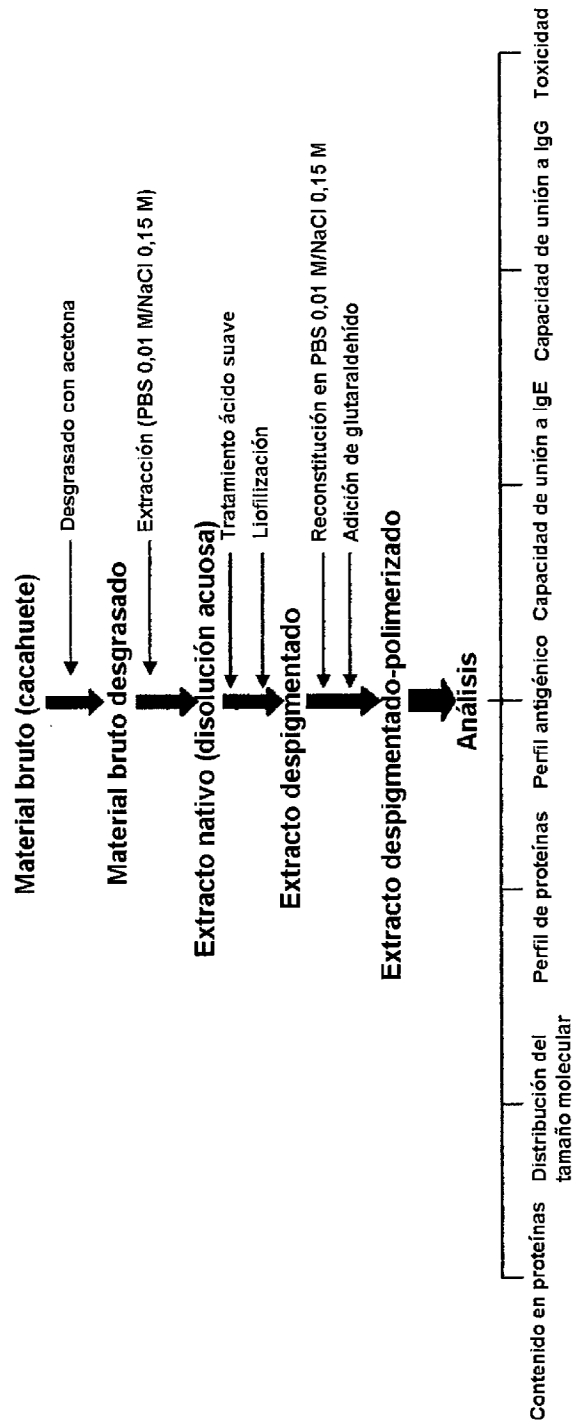 Material bruto (cacahuete)
Desgrasado con acetona
Material bruto desgrasado
Extracción (PBS 0,01 M/NaCl 0,15 M)
Extracto nativo (disolución acuosa)
Tratamiento ácido suave
Liofilización
Extracto despigmentado
Reconstitución en PBS 0,01 M/NaCl 0,15 M
Adición de glutaraldehído
Extracto despigmentado-polimerizado
Análisis
Contenido en proteínas
Distribución del
tamaño molecular
Perfil de proteínas
Perfil antigénico
Capacidad de unión a IgE
Capacidad de unión a IgG
Toxicidad